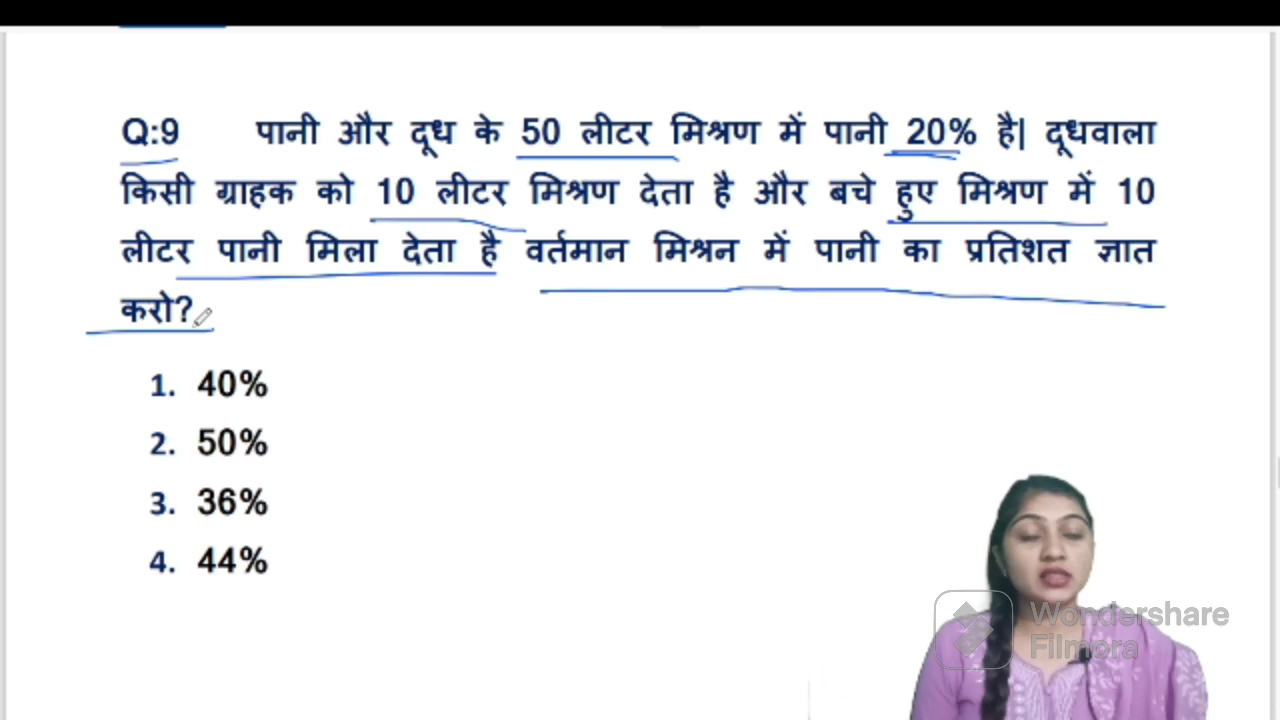 Q:9 पानी और दूध के 50 लीटर मिश्रण में पानी 20% है| दूधवाला
किसी ग्राहक को 10 लीटर मिश्रण देता है और बचे हुए मिश्रण में 10
लीटर पानी मिला देता है वर्तमान मिश्रन में पानी का प्रतिशत ज्ञात
करो?
1. 40%
2. 50%
3. 36%
4. 44%
Wondershare
Filmora